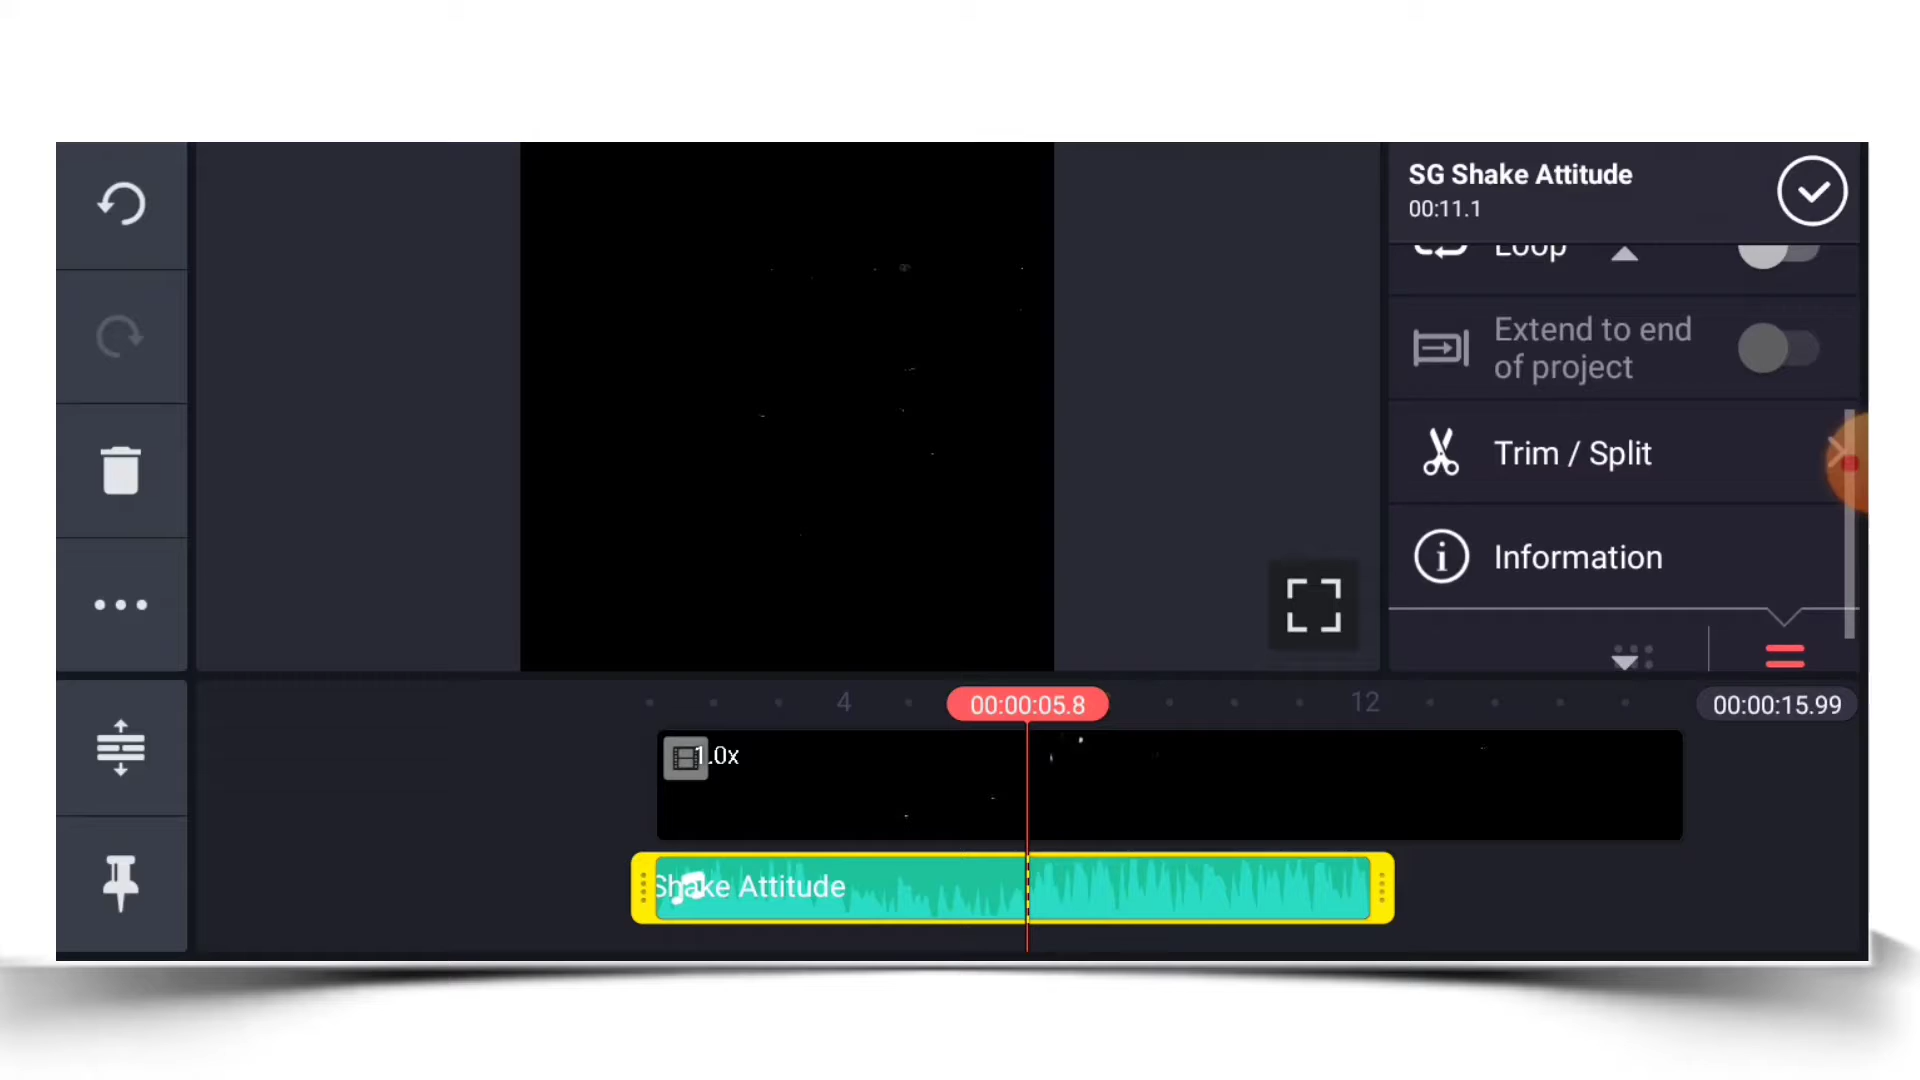 SG Shake Attitude
00:11.1
Loop
Extend to end
of project
Trim / Split
Information
4
00:00:05.8
12
00:00:15.99
1.0x
Shake Attitude